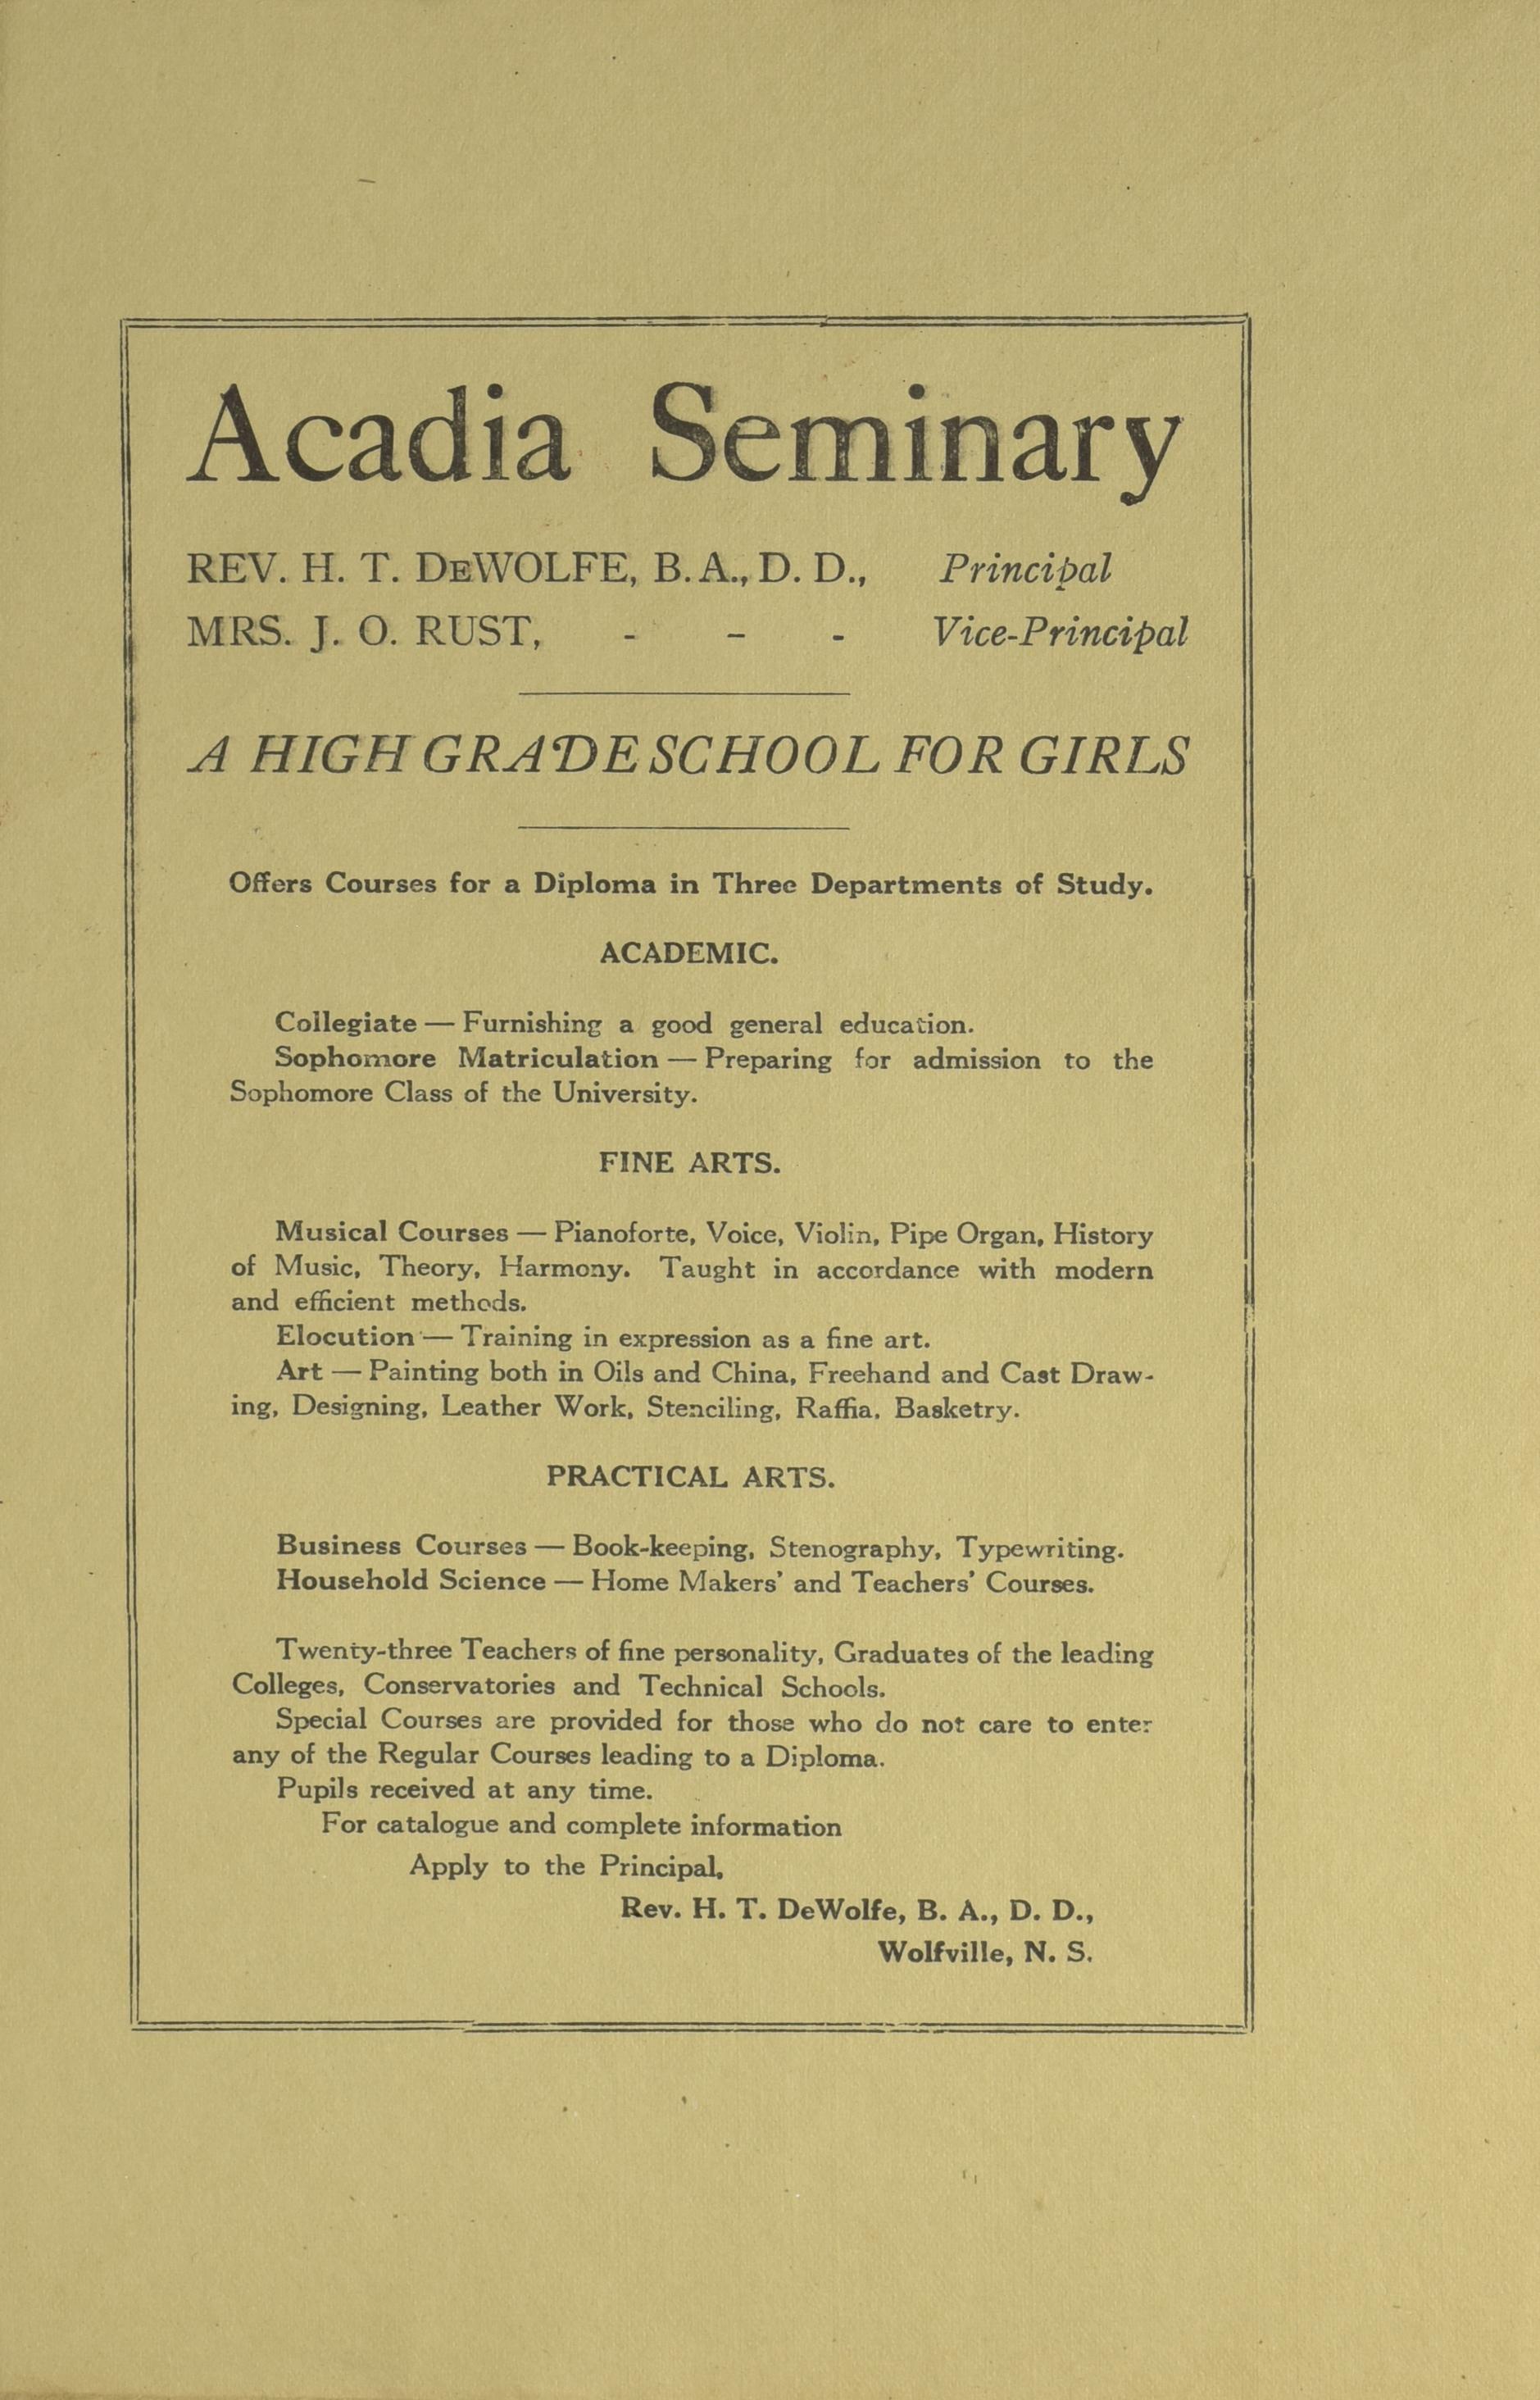 Acadia Seminary
REV. H. T. DEWOLFE, B. A., D. D., Principal
MRS. J. O. RUST, - - - Vice-Principal
A HIGH GRADE SCHOOL FOR GIRLS
Offers Courses for a Diploma in Three Departments of Study.
ACADEMIC.
Collegiate — Furnishing a good general education.
Sophomore Matriculation — Preparing for admission to the
Sophomore Class of the University.
FINE ARTS.
Musical Courses — Pianoforte, Voice, Violin, Pipe Organ, History
of Music, Theory, Harmony. Taught in accordance with modern
and efficient methods.
Elocution — Training in expression as a fine art.
Art — Painting both in Oils and China, Freehand and Cast Draw-
ing, Designing, Leather Work, Stenciling, Raffia, Basketry.
PRACTICAL ARTS.
Business Courses — Book-keeping, Stenography, Typewriting.
Household Science — Home Makers' and Teachers' Courses.
Twenty-three Teachers of fine personality, Graduates of the leading
Colleges, Conservatories and Technical Schools.
Special Courses are provided for those who do not care to enter
any of the Regular Courses leading to a Diploma.
Pupils received at any time.
For catalogue and complete information
Apply to the Principal,
Rev. H. T. DeWolfe, B. A., D. D.,
Wolfville, N. S.